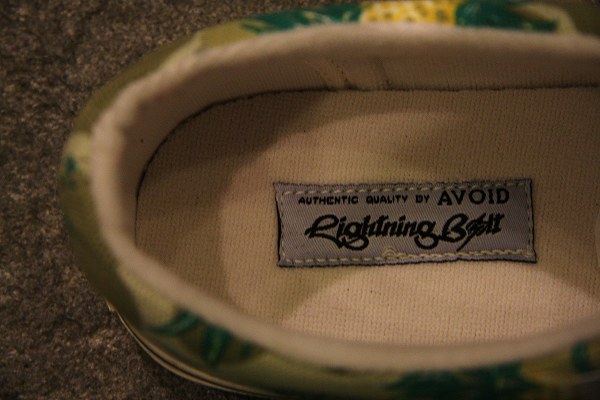 AUTHENTIC QUALITY BY AVOID
Lightning Bolt